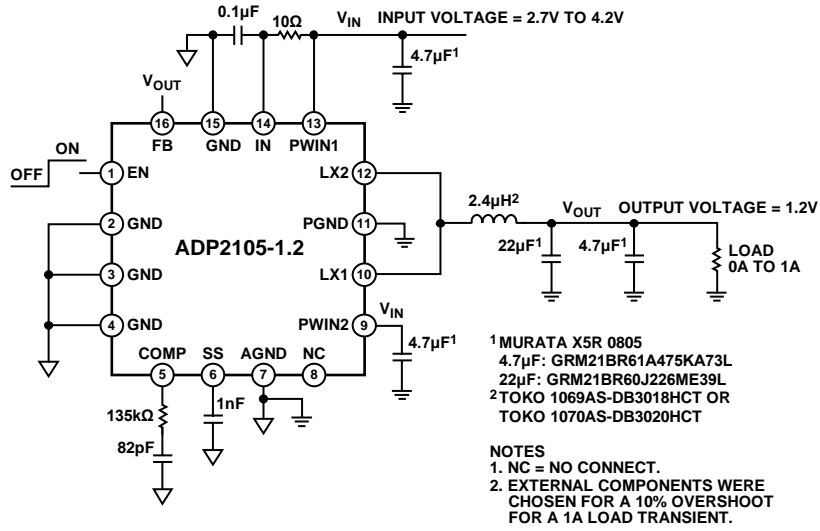 0.1µF
10Ω
VIN
INPUT VOLTAGE = 2.7V TO 4.2V
4.7µF1
VOUT
16
15
14
13
FB
GND
IN
PWIN1
ON
OFF
1
EN
LX2
12
2
GND
PGND
11
2.4µH2
VOUT
OUTPUT VOLTAGE = 1.2V
ADP2105-1.2
22µF1
4.7µF1
LOAD
0A TO 1A
3
GND
LX1
10
4
GND
PWIN2
9
VIN
4.7µF1
COMP
SS
AGND
NC
5
6
7
8
135kΩ
1nF
82pF
1 MURATA X5R 0805
4.7µF: GRM21BR61A475KA73L
22µF: GRM21BR60J226ME39L
2 TOKO 1069AS-DB3018HCT OR
TOKO 1070AS-DB3020HCT
NOTES
1. NC = NO CONNECT.
2. EXTERNAL COMPONENTS WERE
CHOSEN FOR A 10% OVERSHOOT
FOR A 1A LOAD TRANSIENT.